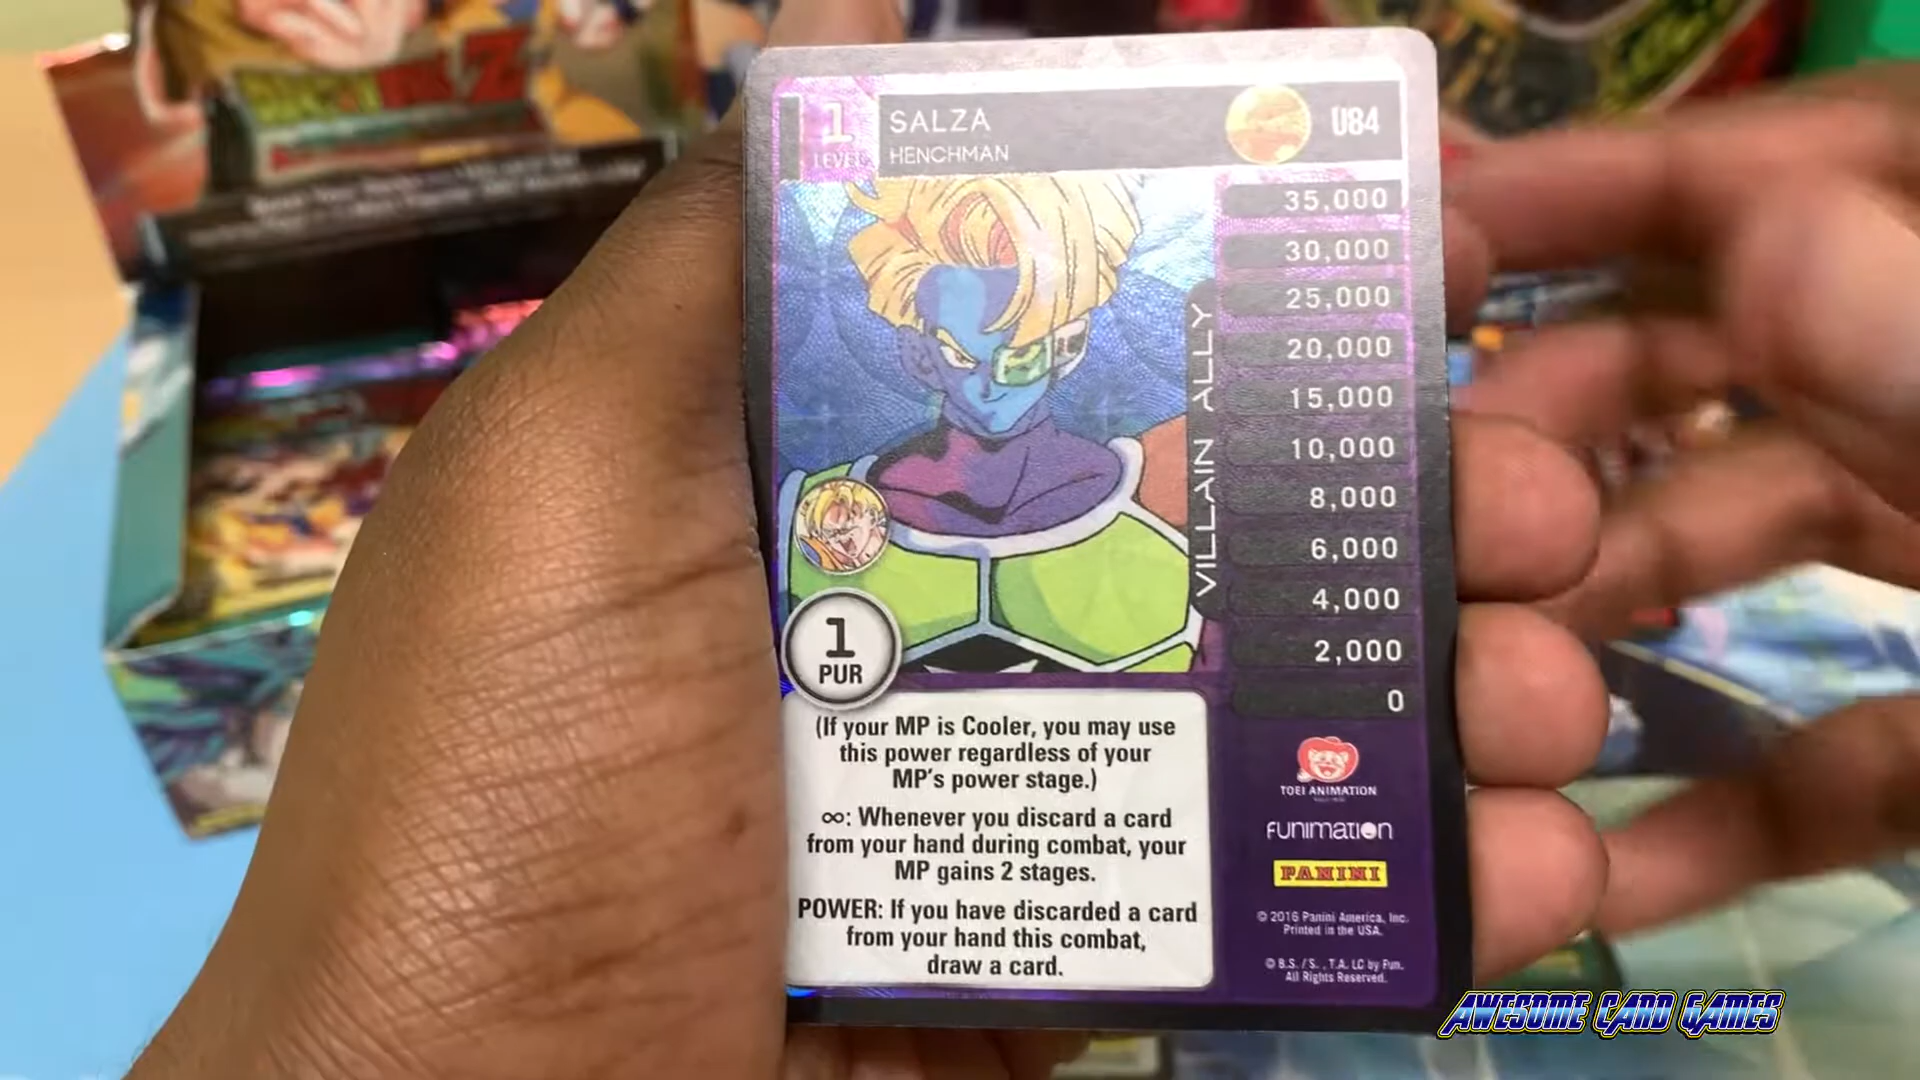 1
LEVEL
SALZA
HENCHMAN
U84
35,000
30,000
25,000
20,000
15,000
10,000
8,000
6,000
4,000
2,000
0
VILLAIN ALLY
1
PUR
(If your MP is Cooler, you may use
this power regardless of your
MP's power stage.)
∞: Whenever you discard a card
from your hand during combat, your
MP gains 2 stages.
POWER: If you have discarded a card
from your hand this combat,
draw a card.
TOEI ANIMATION
FUNIMATION
PANINI
© 2016 Panini America, Inc.
Printed in the USA.
© B.S./S., T.A. LC by Fun.
All Rights Reserved.
AWESOME CARD GAMES